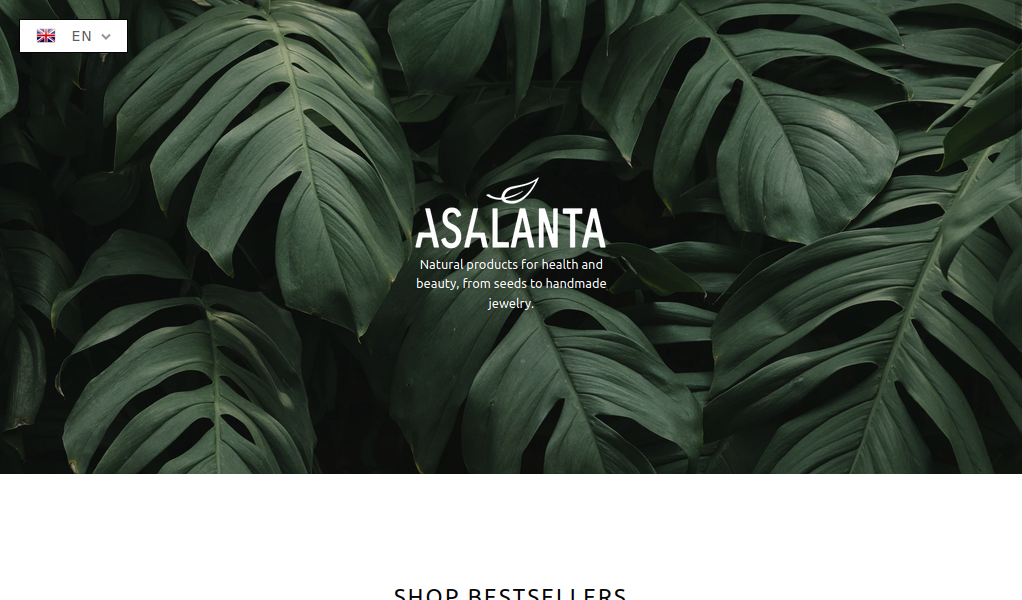 EN
ASALANTA
Natural products for health and
beauty, from seeds to handmade
jewelry.
SHOP BESTSELLERS